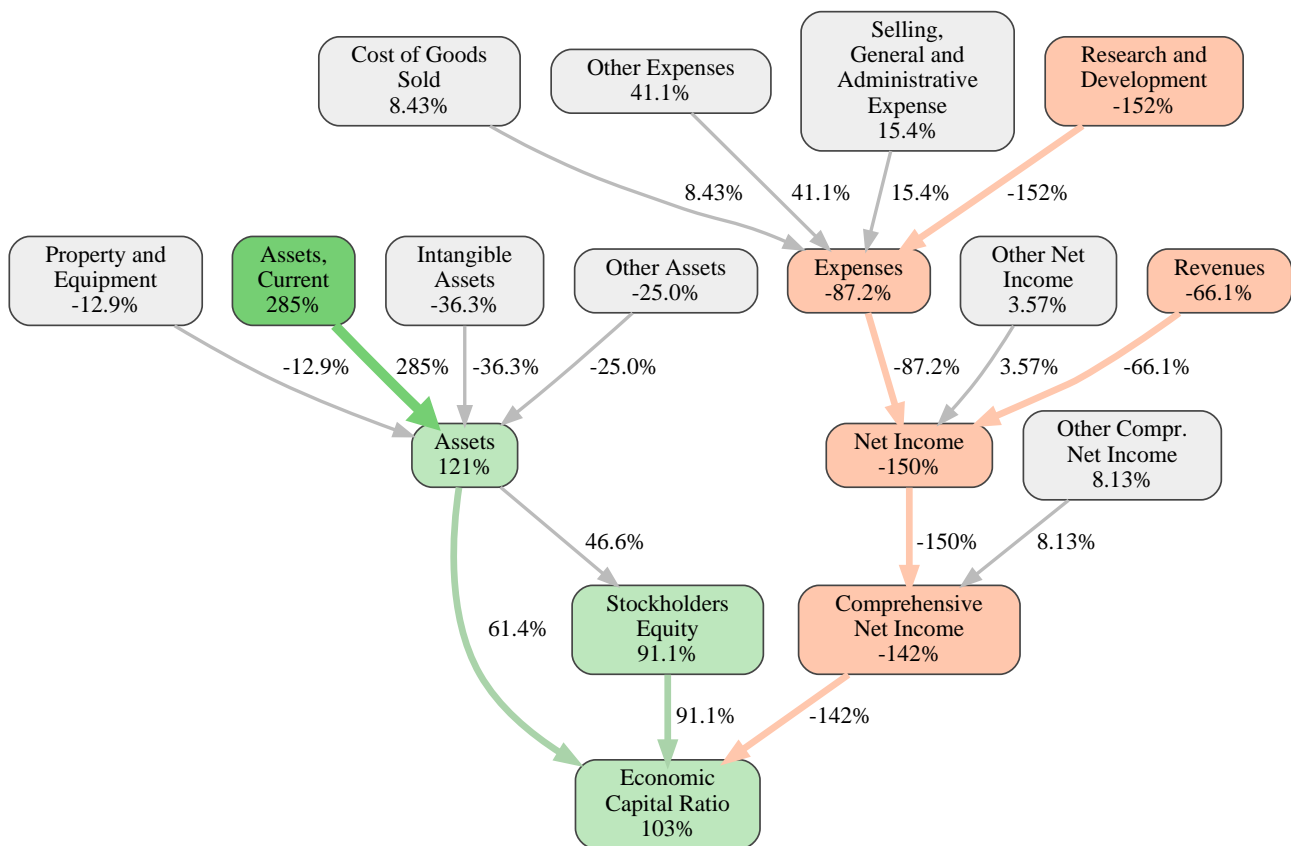 Cost of Goods
Sold
8.43%
Other Expenses
41.1%
Selling,
General and
Administrative
Expense
15.4%
Research and
Development
-152%
8.43%
41.1%
15.4%
-152%
Property and
Equipment
-12.9%
Assets,
Current
285%
Intangible
Assets
-36.3%
Other Assets
-25.0%
Expenses
-87.2%
Other Net
Income
3.57%
Revenues
-66.1%
-12.9%
285%
-36.3%
-25.0%
-87.2%
3.57%
-66.1%
Assets
121%
Net Income
-150%
Other Compr.
Net Income
8.13%
46.6%
-150%
8.13%
61.4%
Stockholders
Equity
91.1%
Comprehensive
Net Income
-142%
91.1%
-142%
Economic
Capital Ratio
103%